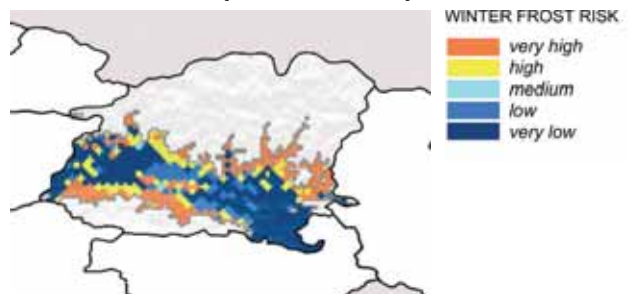 WINTER FROST RISK
very high
high
medium
low
very low